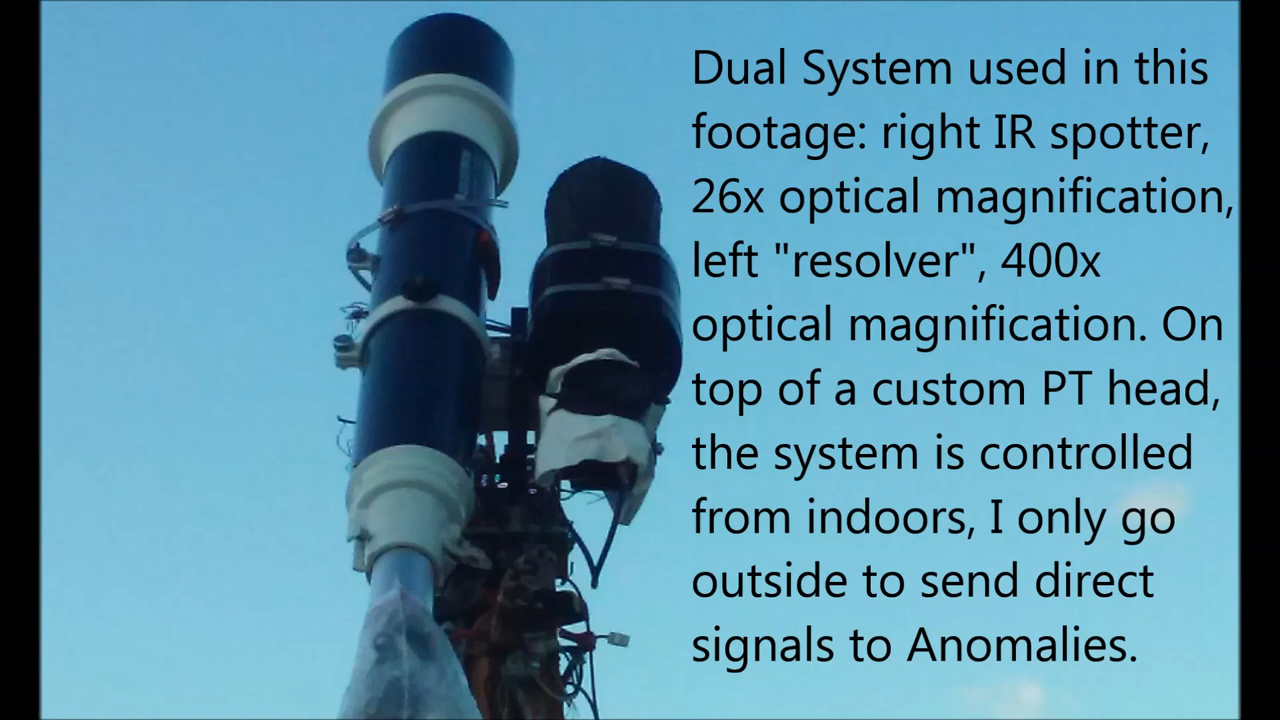 Dual System used in this
footage: right IR spotter,
26x optical magnification,
left "resolver", 400x
optical magnification. On
top of a custom PT head,
the system is controlled
from indoors, I only go
outside to send direct
signals to Anomalies.